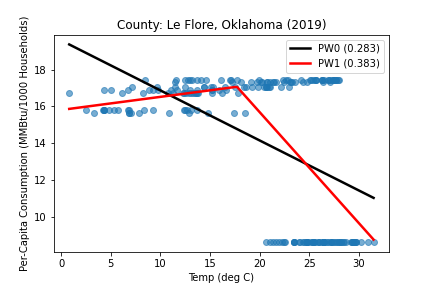 County: Le Flore, Oklahoma (2019)
PW0 (0.283)
PW1 (0.383)
Per-Capita Consumption (MMBtu/1000 Households)
18
16
14
12
10
0 5 10 15 20 25 30
Temp (deg C)